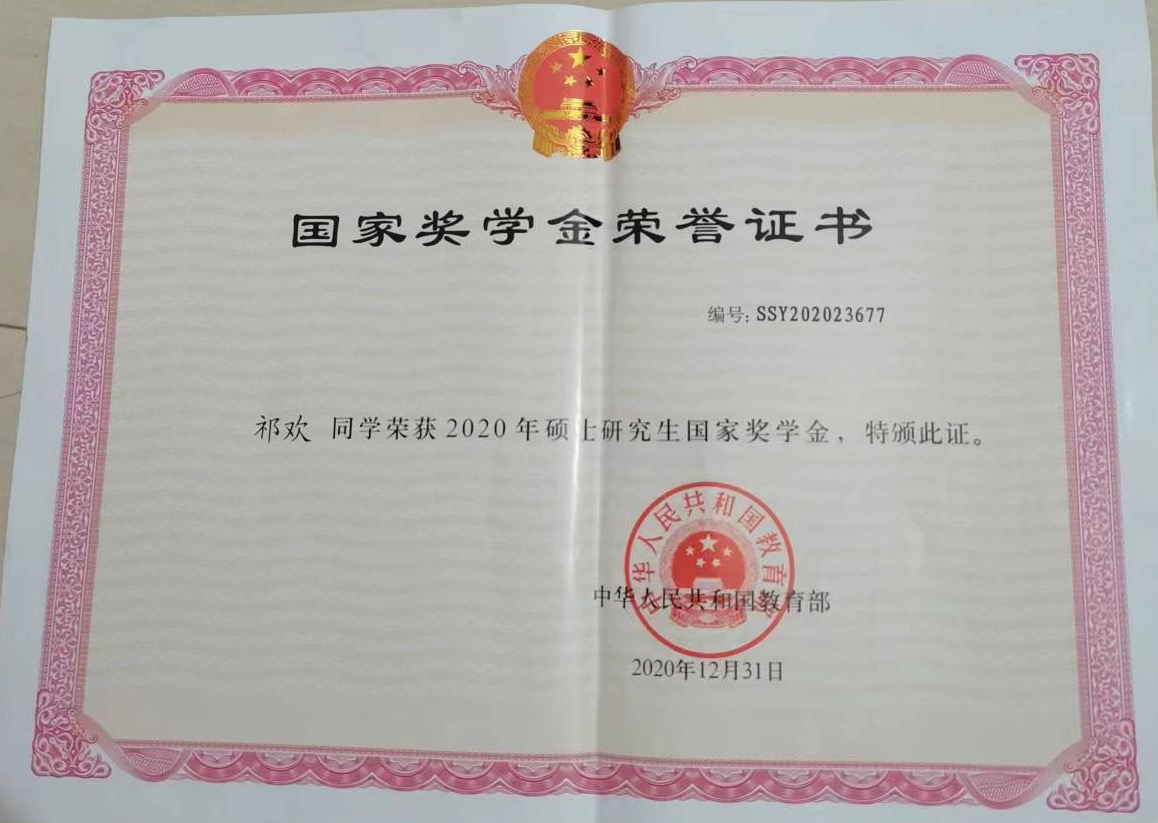 国家奖学金荣誉证书
编号: SSY202023677
祁欢 同学荣获2020年硕士研究生国家奖学金，特颁此证。
中华人民共和国教育部
中华人民共和国教育部
2020年12月31日